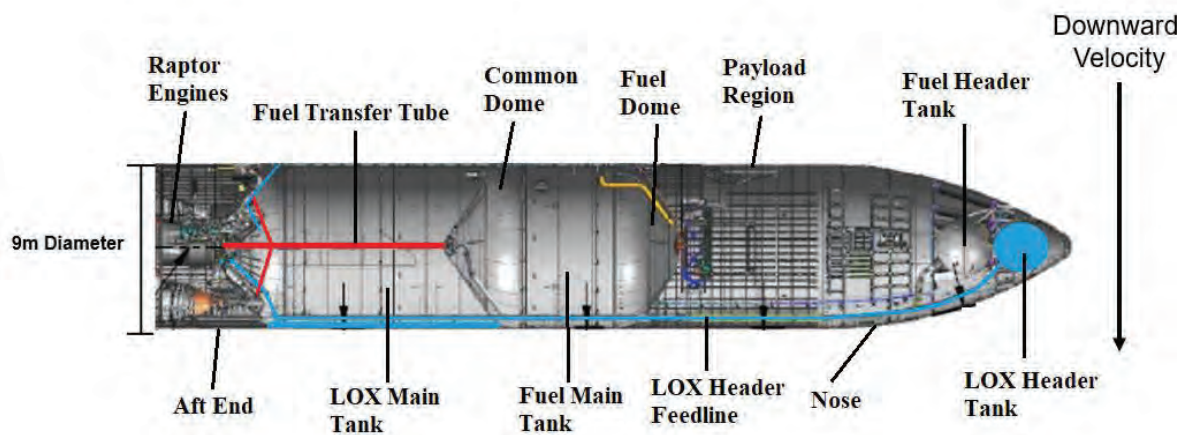 Downward
Velocity
Raptor
Engines
Fuel Transfer Tube
Common
Dome
Fuel
Dome
Payload
Region
Fuel Header
Tank
9m Diameter
Aft End
LOX Main
Tank
Fuel Main
Tank
LOX Header
Feedline
Nose
LOX Header
Tank